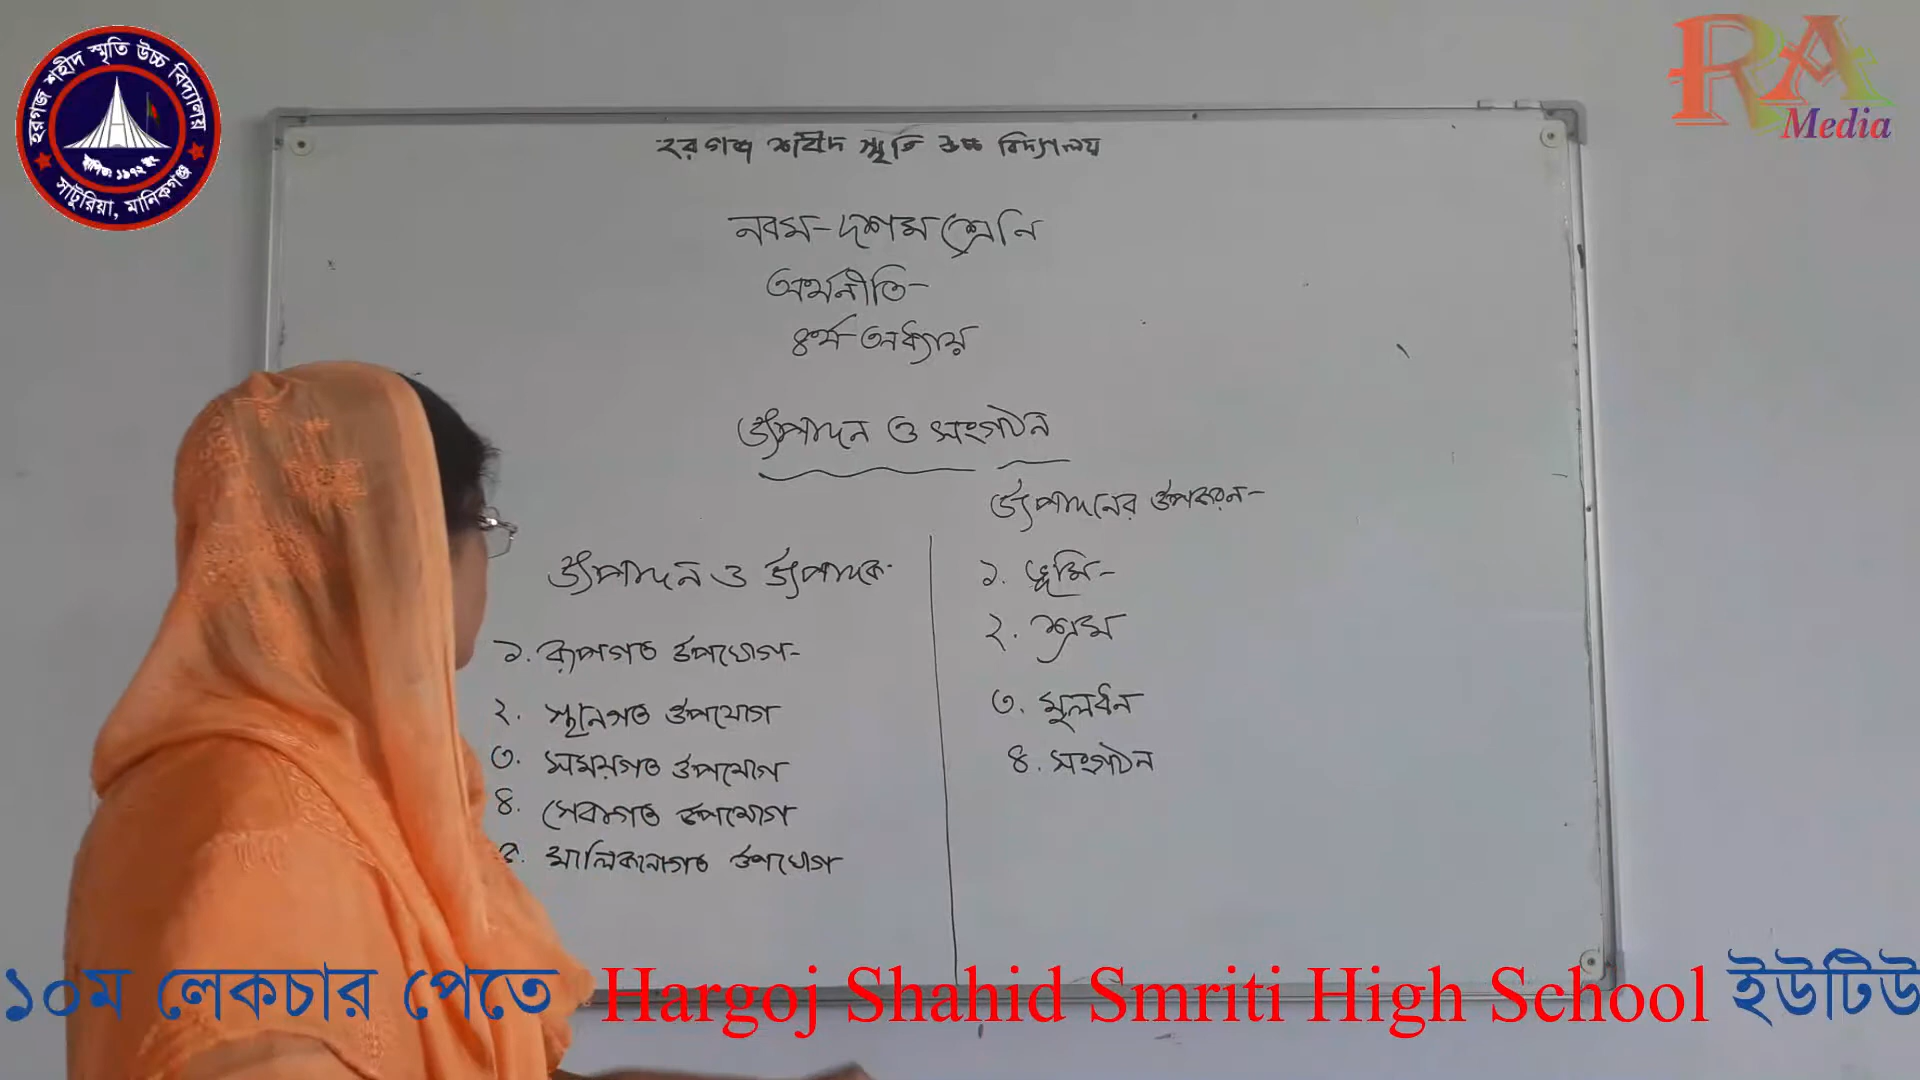 হরগজ শহীদ স্মৃতি উচ্চ বিদ্যালয়
স্থাপিত ১৯৭২ ইং
সাটুরিয়া, মানিকগঞ্জ
RA
Media
হরগজ শহীদ স্মৃতি উচ্চ বিদ্যালয়
নবম-দশম শ্রেনি
অর্থনীতি-
৪র্থ অধ্যায়
উৎপাদন ও সংগঠন
উৎপাদন ও উৎপাদক
১. রূপগত উপযোগ-
২. স্থানগত উপযোগ
৩. সময়গত উপযোগ
৪. সেবাগত উপযোগ
৫. মালিকানাগত উপযোগ
উৎপাদনের উপকরন-
১. ভূমি-
২. শ্রম
৩. মূলধন
৪. সংগঠন
১০ম লেকচার পেতে Hargoj Shahid Smriti High School ইউটিউ